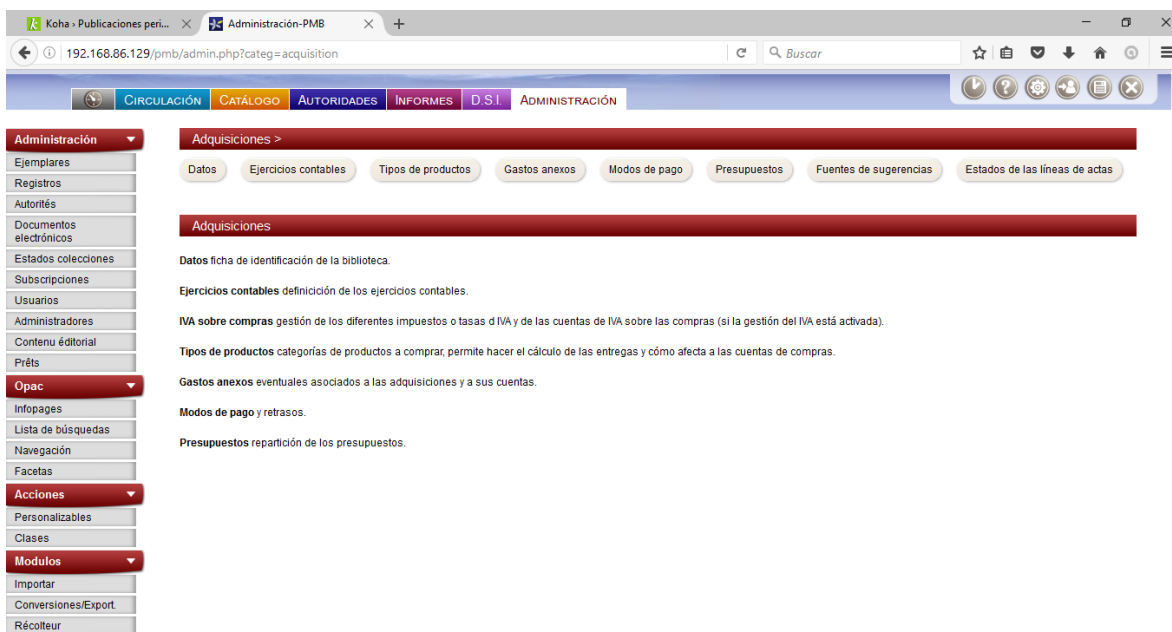 Koha › Publicaciones peri...
Administración-PMB
192.168.86.129/pmb/admin.php?categ=acquisition
Buscar
Circulación Catálogo Autoridades Informes D.S.I. Administración
Administración
Ejemplares
Registros
Autorités
Documentos
electrónicos
Estados colecciones
Subscripciones
Usuarios
Administradores
Contenu éditorial
Prêts
Opac
Infopages
Lista de búsquedas
Navegación
Facetas
Acciones
Personalizables
Clases
Modulos
Importar
Conversiones/Export.
Récolteur
Adquisiciones >
Datos Ejercicios contables Tipos de productos Gastos anexos Modos de pago Presupuestos Fuentes de sugerencias Estados de las líneas de actas
Adquisiciones
Datos ficha de identificación de la biblioteca.
Ejercicios contables definicición de los ejercicios contables.
IVA sobre compras gestión de los diferentes impuestos o tasas d IVA y de las cuentas de IVA sobre las compras (si la gestión del IVA está activada).
Tipos de productos categorías de productos a comprar, permite hacer el cálculo de las entregas y cómo afecta a las cuentas de compras.
Gastos anexos eventuales asociados a las adquisiciones y a sus cuentas.
Modos de pago y retrasos.
Presupuestos repartición de los presupuestos.